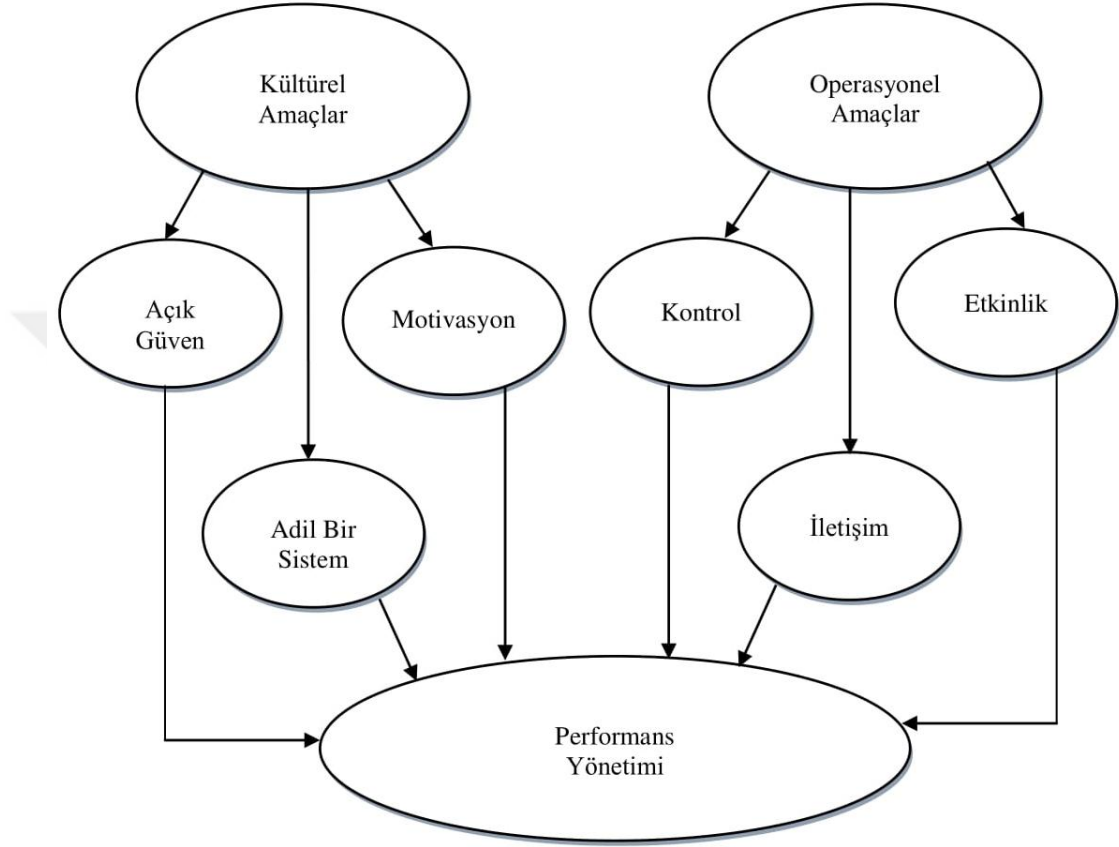 Kültürel
Amaçlar
Operasyonel
Amaçlar
Açık
Güven
Motivasyon
Kontrol
Etkinlik
Adil Bir
Sistem
İletişim
Performans
Yönetimi